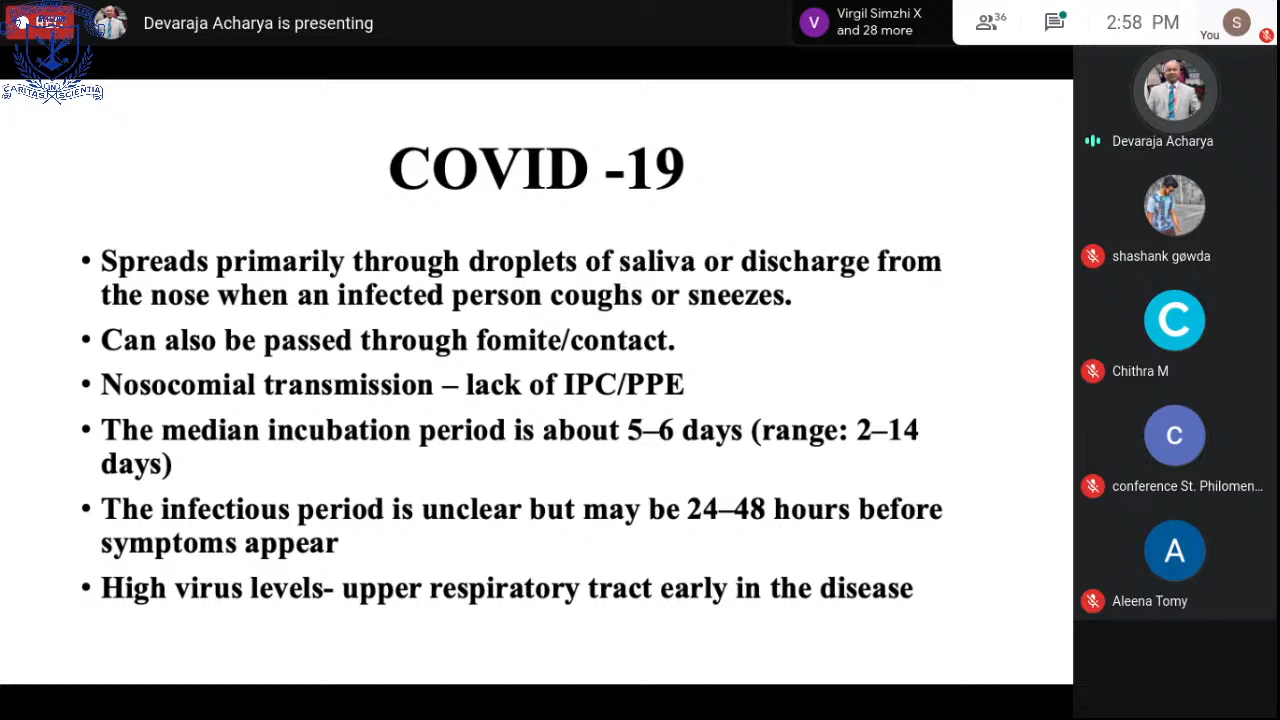 REC
Devaraja Acharya is presenting
V
Virgil Simzhi X
and 28 more
36
2:58 PM
You
S
CARITAS
SCIENTIA
COVID -19
• Spreads primarily through droplets of saliva or discharge from
the nose when an infected person coughs or sneezes.
• Can also be passed through fomite/contact.
• Nosocomial transmission – lack of IPC/PPE
• The median incubation period is about 5–6 days (range: 2–14
days)
• The infectious period is unclear but may be 24–48 hours before
symptoms appear
• High virus levels- upper respiratory tract early in the disease
Devaraja Acharya
shashank gøwda
C
Chithra M
C
conference St. Philomen...
A
Aleena Tomy